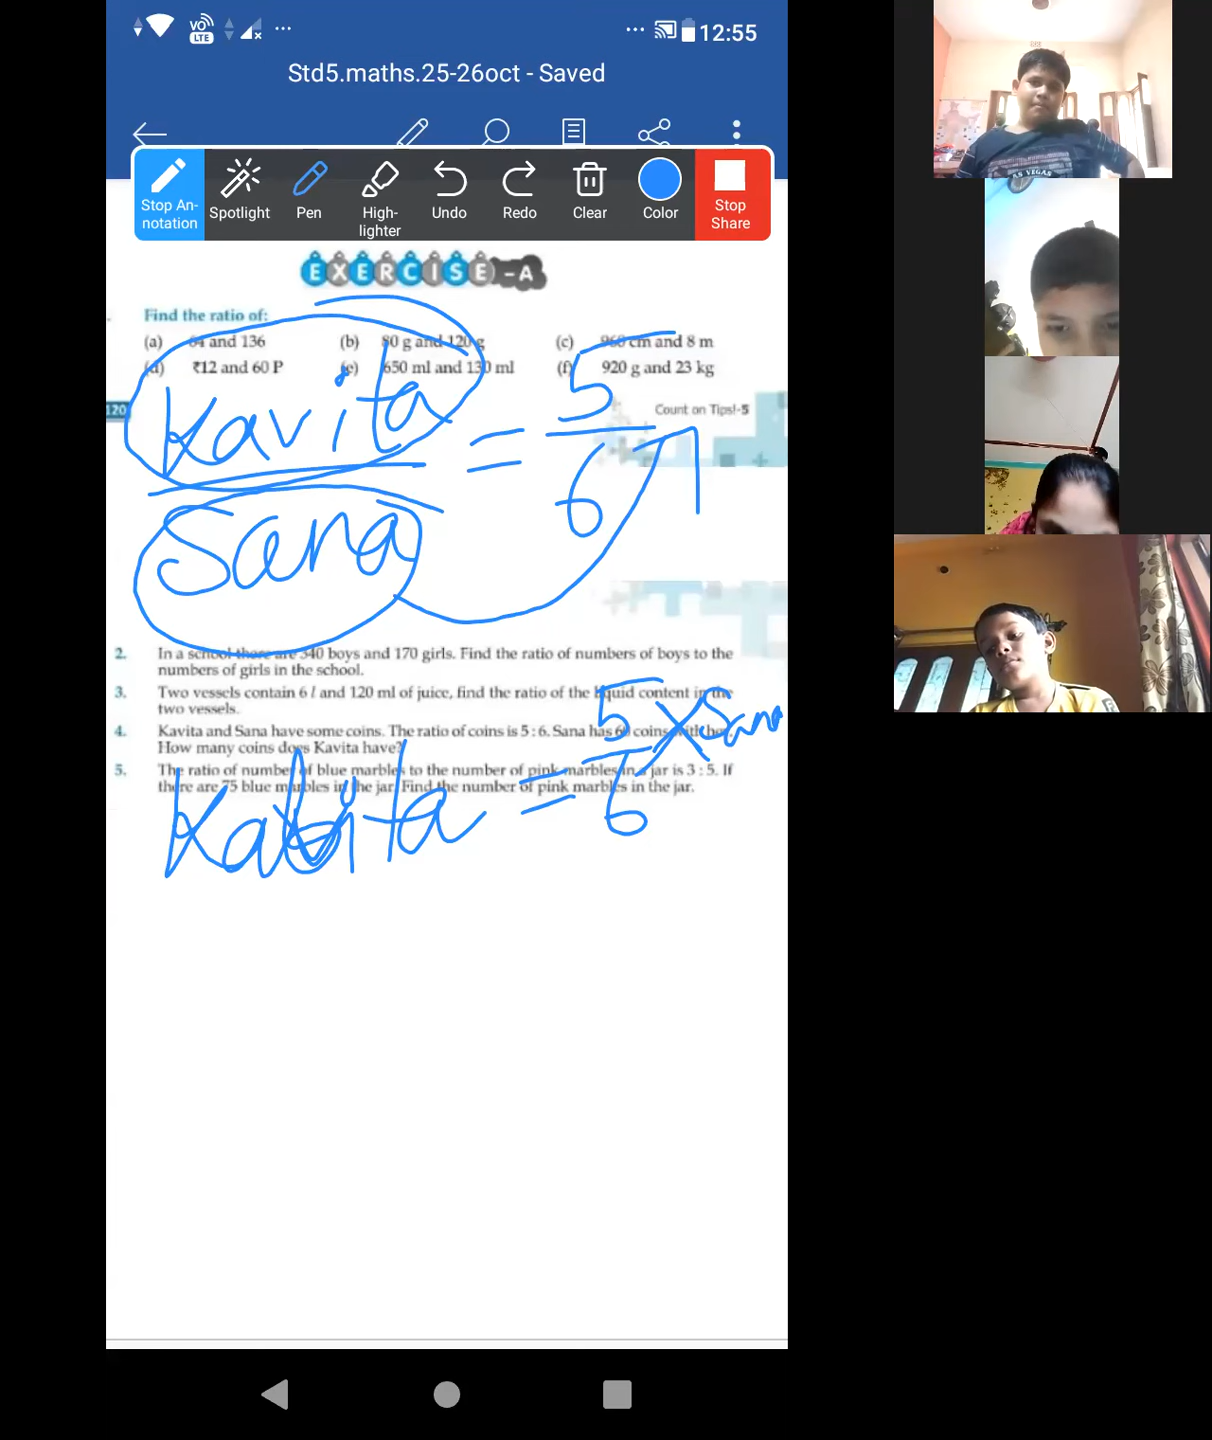 VO LTE
12:55
Std5.maths.25-26oct - Saved
Stop An-notation Spotlight Pen High-lighter Undo Redo Clear Color Stop Share
EXERCISE-A
Find the ratio of:
(a) 64 and 136 (b) 80 g and 120 g (c) 960 cm and 8 m
(d) ₹12 and 60 P (e) 650 ml and 130 ml (f) 920 g and 23 kg
120
Count on Tips!-5
Kavita = 5
Sana 6
2. In a school there are 340 boys and 170 girls. Find the ratio of numbers of boys to the
numbers of girls in the school.
3. Two vessels contain 6 l and 120 ml of juice, find the ratio of the liquid content in the
two vessels.
4. Kavita and Sana have some coins. The ratio of coins is 5 : 6. Sana has coins with her.
How many coins does Kavita have?
5. The ratio of number of blue marbles to the number of pink marbles in a jar is 3 : 5. If
there are 75 blue marbles in the jar. Find the number of pink marbles in the jar.
Kavita = 5 × Sana
6
AS VEGAS